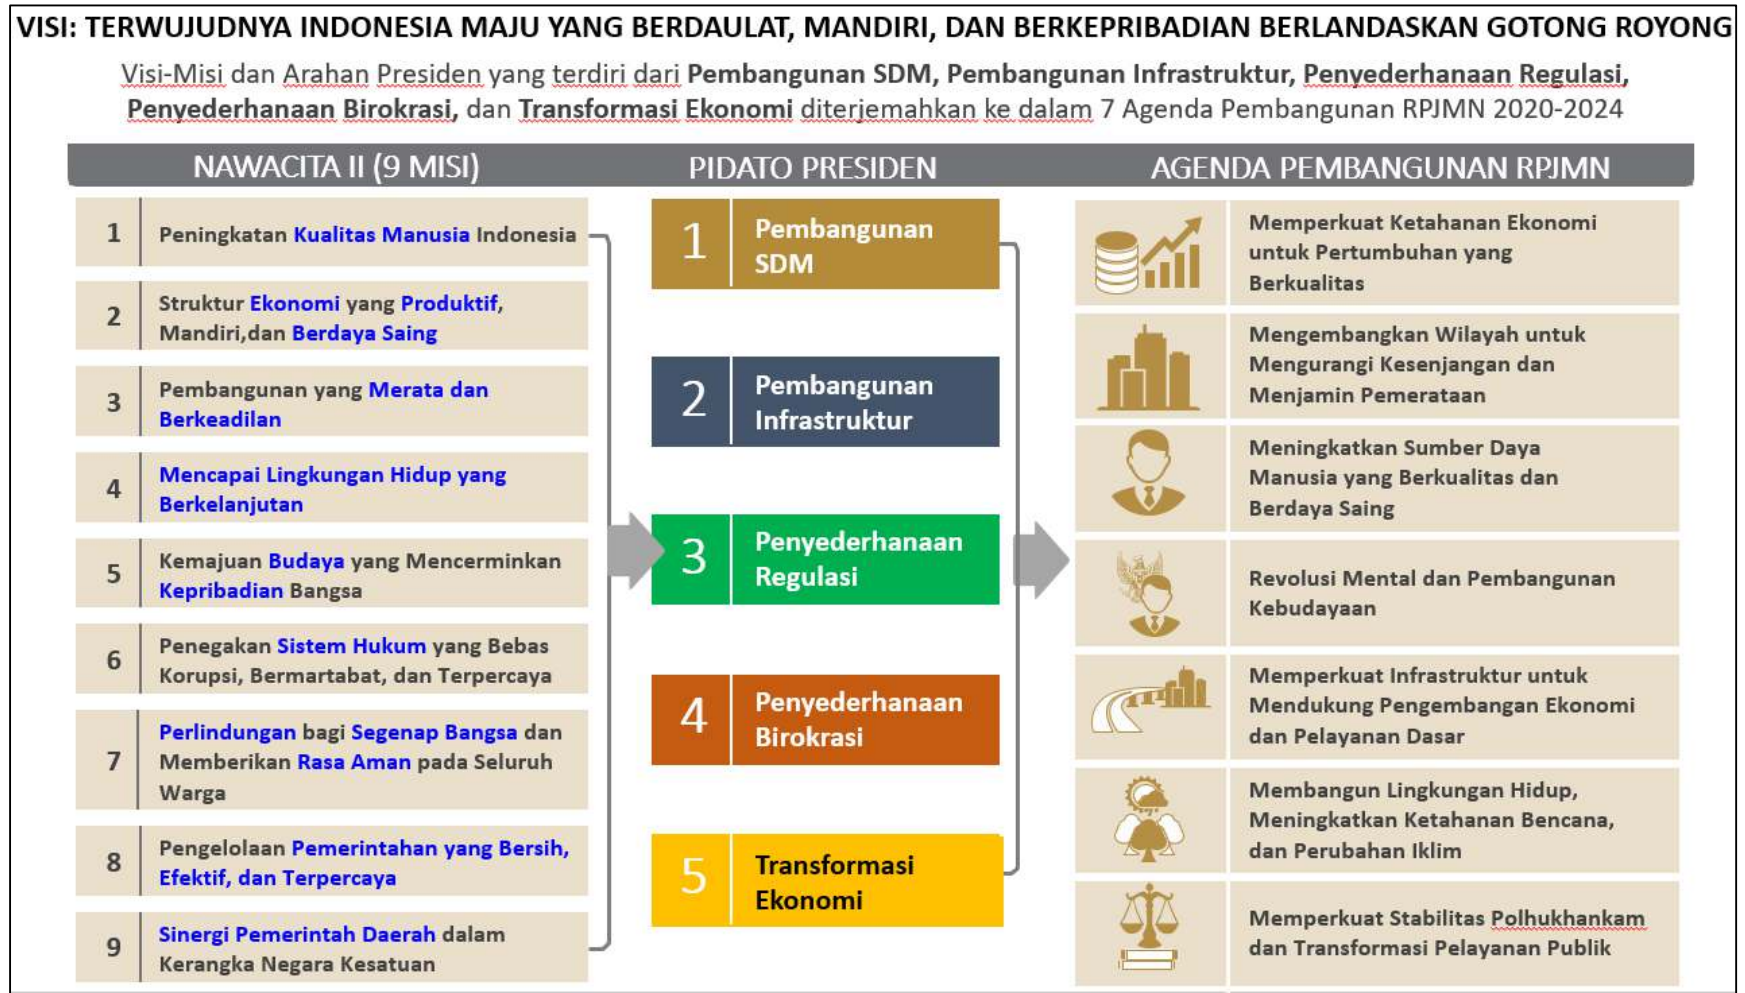 VISI: TERWUJUDNYA INDONESIA MAJU YANG BERDAULAT, MANDIRI, DAN BERKEPRIBADIAN BERLANDASKAN GOTONG ROYONG
Visi-Misi dan Arahan Presiden yang terdiri dari Pembangunan SDM, Pembangunan Infrastruktur, Penyederhanaan Regulasi,
Penyederhanaan Birokrasi, dan Transformasi Ekonomi diterjemahkan ke dalam 7 Agenda Pembangunan RPJMN 2020-2024
NAWACITA II (9 MISI)
1
Peningkatan Kualitas Manusia Indonesia
2
Struktur Ekonomi yang Produktif,
Mandiri,dan Berdaya Saing
3
Pembangunan yang Merata dan
Berkeadilan
4
Mencapai Lingkungan Hidup yang
Berkelanjutan
5
Kemajuan Budaya yang Mencerminkan
Kepribadian Bangsa
6
Penegakan Sistem Hukum yang Bebas
Korupsi, Bermartabat, dan Terpercaya
7
Perlindungan bagi Segenap Bangsa dan
Memberikan Rasa Aman pada Seluruh
Warga
8
Pengelolaan Pemerintahan yang Bersih,
Efektif, dan Terpercaya
9
Sinergi Pemerintah Daerah dalam
Kerangka Negara Kesatuan
PIDATO PRESIDEN
1
Pembangunan
SDM
2
Pembangunan
Infrastruktur
3
Penyederhanaan
Regulasi
4
Penyederhanaan
Birokrasi
5
Transformasi
Ekonomi
AGENDA PEMBANGUNAN RPJMN
Memperkuat Ketahanan Ekonomi
untuk Pertumbuhan yang
Berkualitas
Mengembangkan Wilayah untuk
Mengurangi Kesenjangan dan
Menjamin Pemerataan
Meningkatkan Sumber Daya
Manusia yang Berkualitas dan
Berdaya Saing
Revolusi Mental dan Pembangunan
Kebudayaan
Memperkuat Infrastruktur untuk
Mendukung Pengembangan Ekonomi
dan Pelayanan Dasar
Membangun Lingkungan Hidup,
Meningkatkan Ketahanan Bencana,
dan Perubahan Iklim
Memperkuat Stabilitas Polhukhankam
dan Transformasi Pelayanan Publik